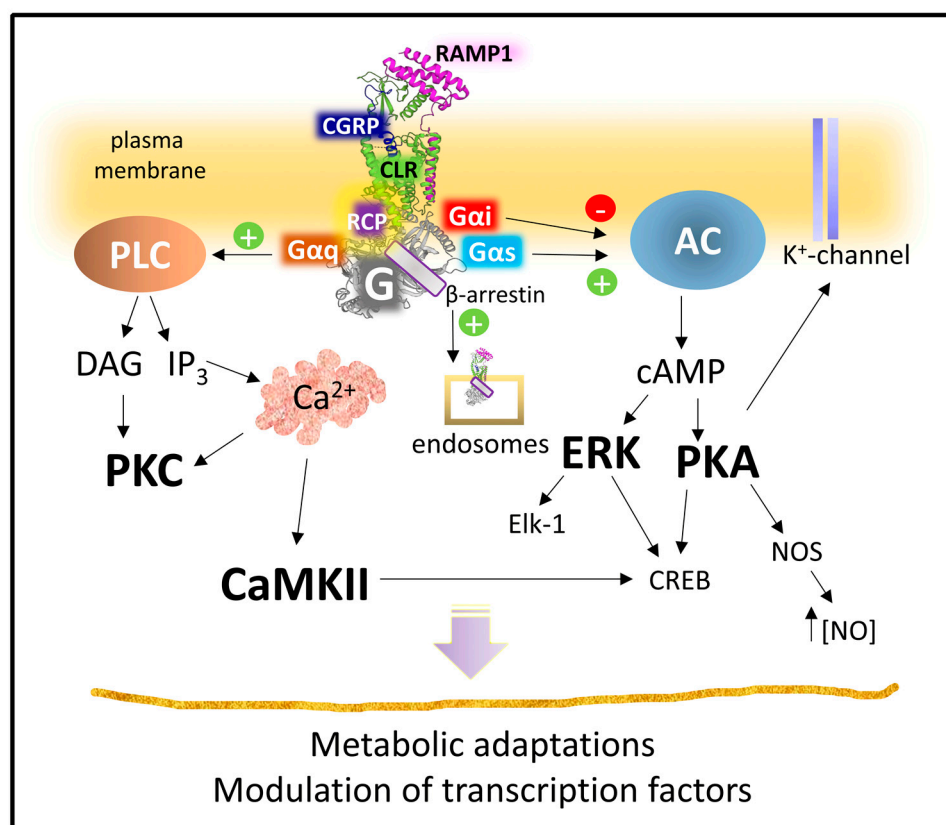 RAMP1
plasma
membrane
CGRP
CLR
RCP
Gαi
-
Gαq
Gαs
G
+
PLC
+
AC
K⁺-channel
β-arrestin
+
DAG
IP₃
Ca²⁺
cAMP
endosomes
PKC
ERK
PKA
Elk-1
NOS
CaMKII
CREB
↑[NO]
Metabolic adaptations
Modulation of transcription factors